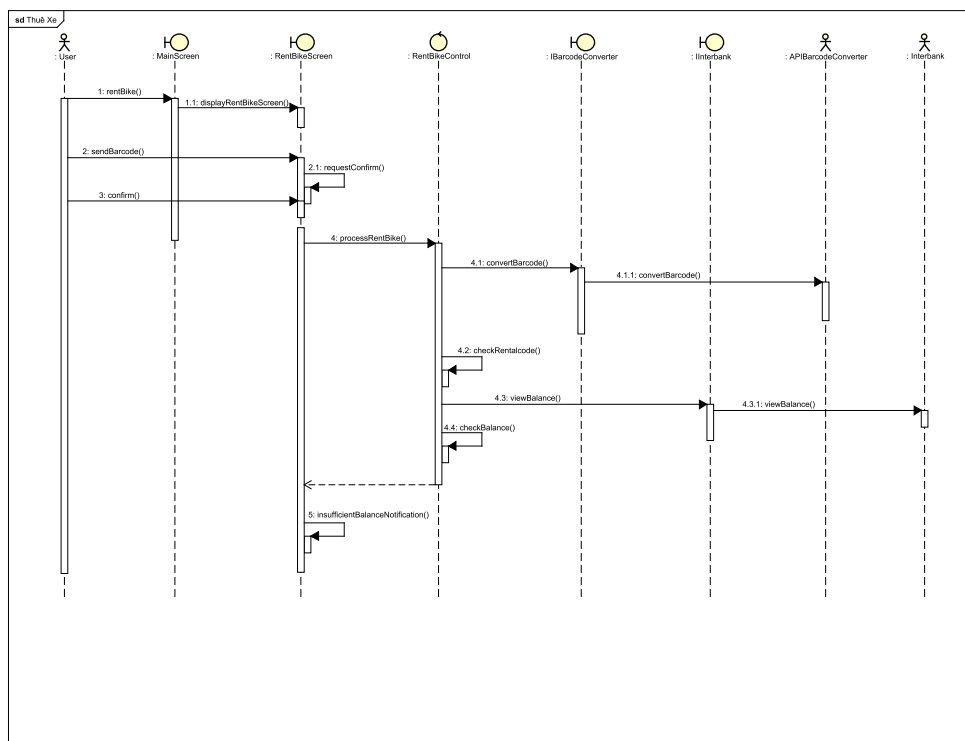 sd Thuê Xe
: User
: MainScreen
: RentBikeScreen
: RentBikeControl
: IBarcodeConverter
: IInterbank
: APIBarcodeConverter
: Interbank
1: rentBike()
1.1: displayRentBikeScreen()
2: sendBarcode()
2.1: requestConfirm()
3: confirm()
4: processRentBike()
4.1: convertBarcode()
4.1.1: convertBarcode()
4.2: checkRentalcode()
4.3: viewBalance()
4.3.1: viewBalance()
4.4: checkBalance()
5: insufficientBalanceNotification()